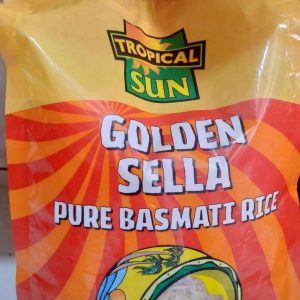 TROPICAL
SUN
GOLDEN
SELLA
PURE BASMATI RICE